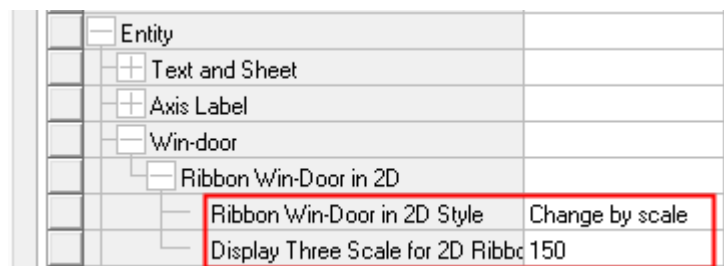 Entity
Text and Sheet
Axis Label
Win-door
Ribbon Win-Door in 2D
Ribbon Win-Door in 2D Style Change by scale
Display Three Scale for 2D Ribbo 150